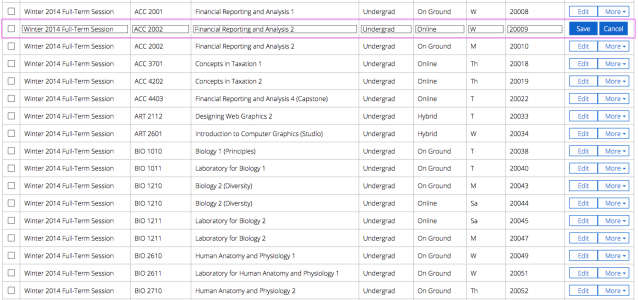 Winter 2014 Full-Term Session ACC 2001 Financial Reporting and Analysis 1 Undergrad On Ground W 20008 Edit More
Winter 2014 Full-Term Session ACC 2002 Financial Reporting and Analysis 2 Undergrad Online W 20009 Save Cancel
Winter 2014 Full-Term Session ACC 2002 Financial Reporting and Analysis 2 Undergrad On Ground M 20010 Edit More
Winter 2014 Full-Term Session ACC 3701 Concepts in Taxation 1 Undergrad Online Th 20018 Edit More
Winter 2014 Full-Term Session ACC 4202 Concepts in Taxation 2 Undergrad Online Th 20019 Edit More
Winter 2014 Full-Term Session ACC 4403 Financial Reporting and Analysis 4 (Capstone) Undergrad Online T 20022 Edit More
Winter 2014 Full-Term Session ART 2112 Designing Web Graphics 2 Undergrad Hybrid T 20033 Edit More
Winter 2014 Full-Term Session ART 2601 Introduction to Computer Graphics (Studio) Undergrad Hybrid W 20034 Edit More
Winter 2014 Full-Term Session BIO 1010 Biology 1 (Principles) Undergrad On Ground T 20038 Edit More
Winter 2014 Full-Term Session BIO 1011 Laboratory for Biology 1 Undergrad On Ground T 20040 Edit More
Winter 2014 Full-Term Session BIO 1210 Biology 2 (Diversity) Undergrad On Ground M 20043 Edit More
Winter 2014 Full-Term Session BIO 1210 Biology 2 (Diversity) Undergrad Online Sa 20044 Edit More
Winter 2014 Full-Term Session BIO 1211 Laboratory for Biology 2 Undergrad Online Sa 20045 Edit More
Winter 2014 Full-Term Session BIO 1211 Laboratory for Biology 2 Undergrad On Ground M 20047 Edit More
Winter 2014 Full-Term Session BIO 2610 Human Anatomy and Physiology 1 Undergrad On Ground W 20049 Edit More
Winter 2014 Full-Term Session BIO 2611 Laboratory for Human Anatomy and Physiology 1 Undergrad On Ground W 20051 Edit More
Winter 2014 Full-Term Session BIO 2710 Human Anatomy and Physiology 2 Undergrad On Ground Th 20052 Edit More